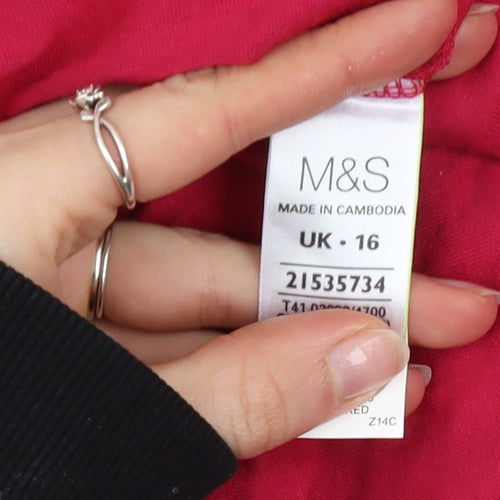 M&S
MADE IN CAMBODIA
UK • 16
21535734
Z14C